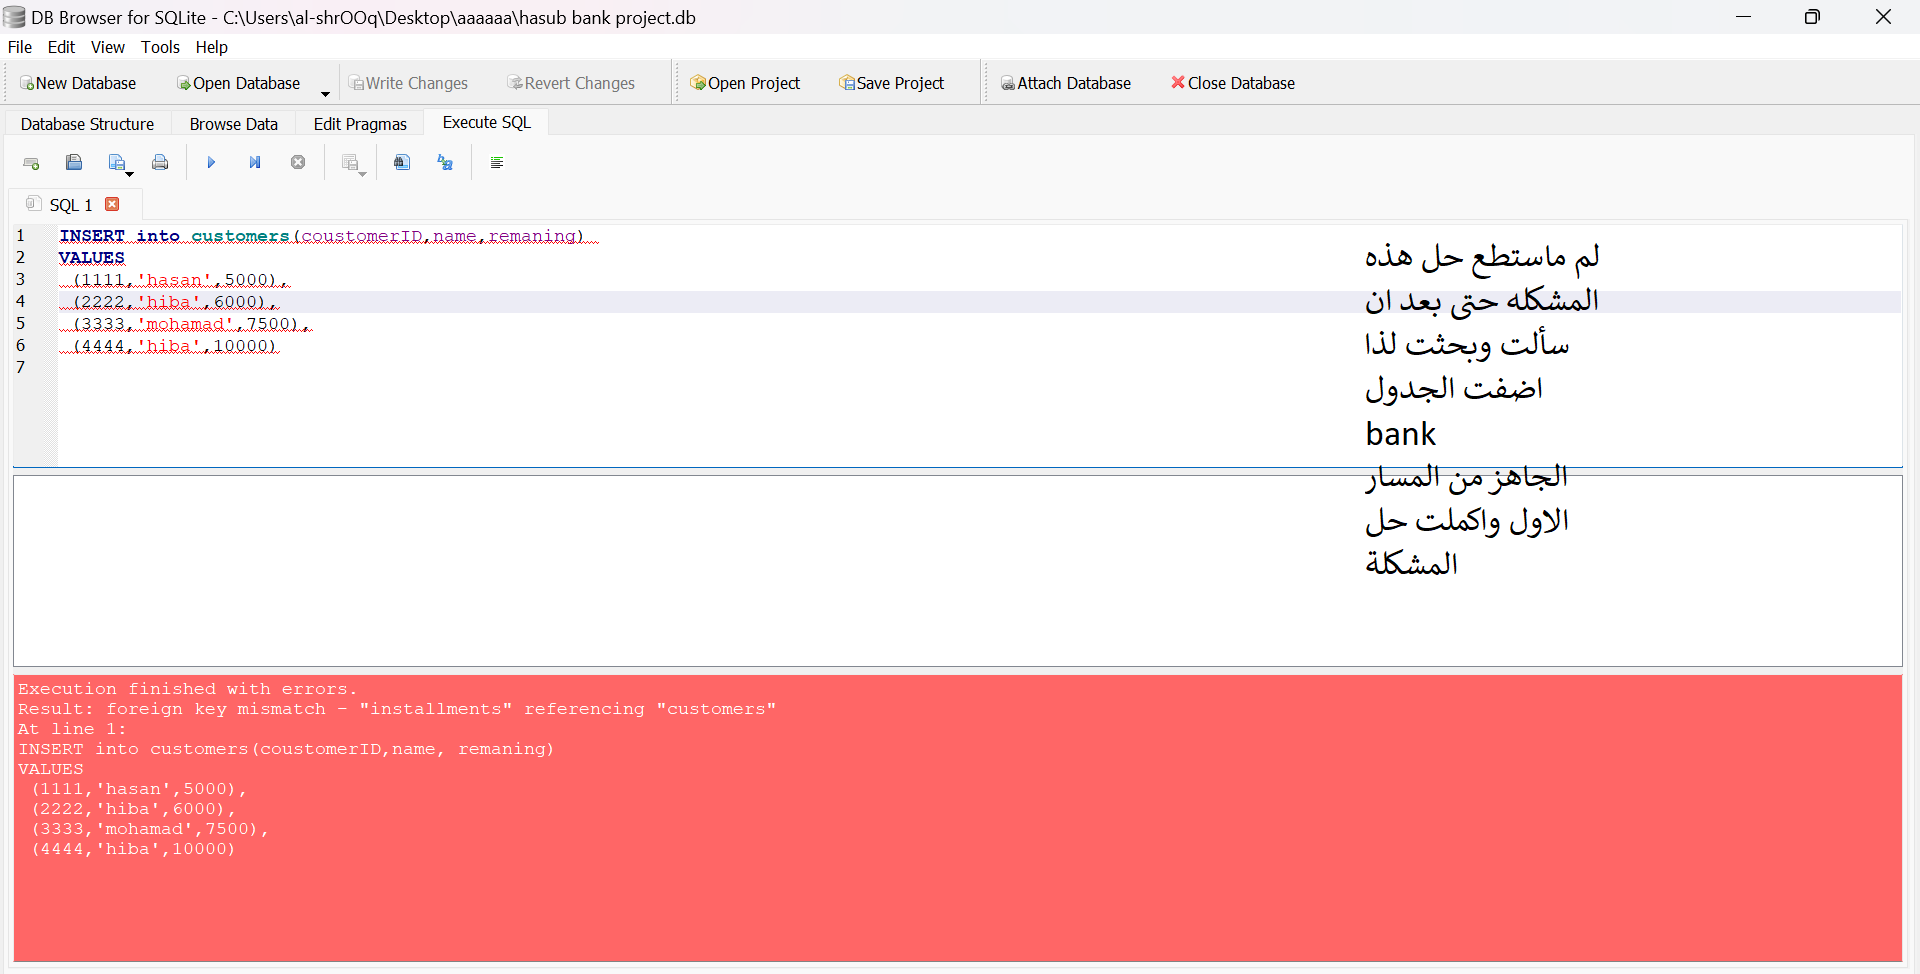 DB Browser for SQLite - C:\Users\al-shrOOq\Desktop\aaaaaa\hasub bank project.db
File Edit View Tools Help
New Database Open Database Write Changes Revert Changes Open Project Save Project Attach Database Close Database
Database Structure Browse Data Edit Pragmas Execute SQL
SQL 1
1 INSERT into customers(coustomerID,name,remaning)
2 VALUES
3 (1111,'hasan',5000),
4 (2222,'hiba',6000),
5 (3333,'mohamad',7500),
6 (4444,'hiba',10000)
7
لم ماستطع حل هذه
المشكله حتى بعد ان
سألت وبحثت لذا
اضفت الجدول
bank
الجاهز من المسار
الاول واكملت حل
المشكلة
Execution finished with errors.
Result: foreign key mismatch - "installments" referencing "customers"
At line 1:
INSERT into customers(coustomerID,name, remaning)
VALUES
(1111,'hasan',5000),
(2222,'hiba',6000),
(3333,'mohamad',7500),
(4444,'hiba',10000)